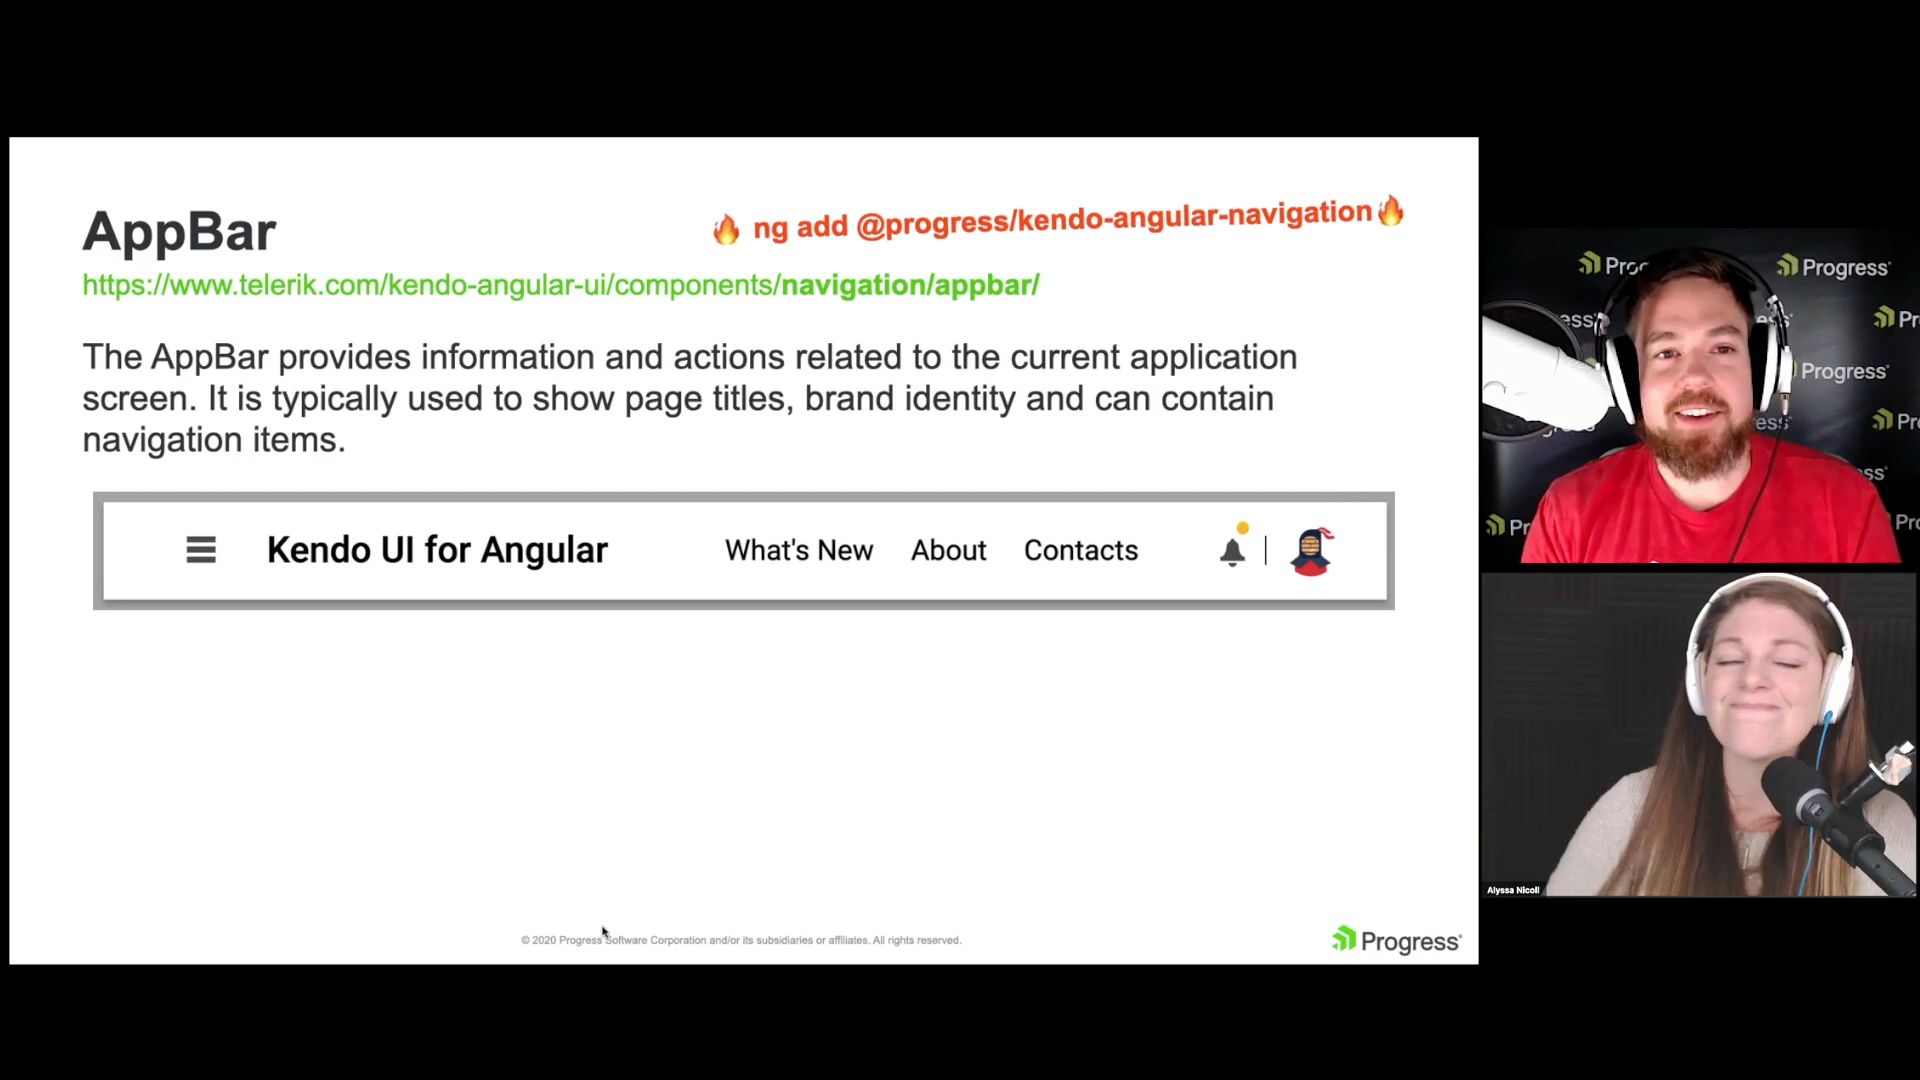 AppBar
🔥 ng add @progress/kendo-angular-navigation🔥
https://www.telerik.com/kendo-angular-ui/components/navigation/appbar/
The AppBar provides information and actions related to the current application
screen. It is typically used to show page titles, brand identity and can contain
navigation items.
Kendo UI for Angular
What's New
About
Contacts
© 2020 Progress Software Corporation and/or its subsidiaries or affiliates. All rights reserved.
Progress
Progress
Progress
Alyssa Nicoll